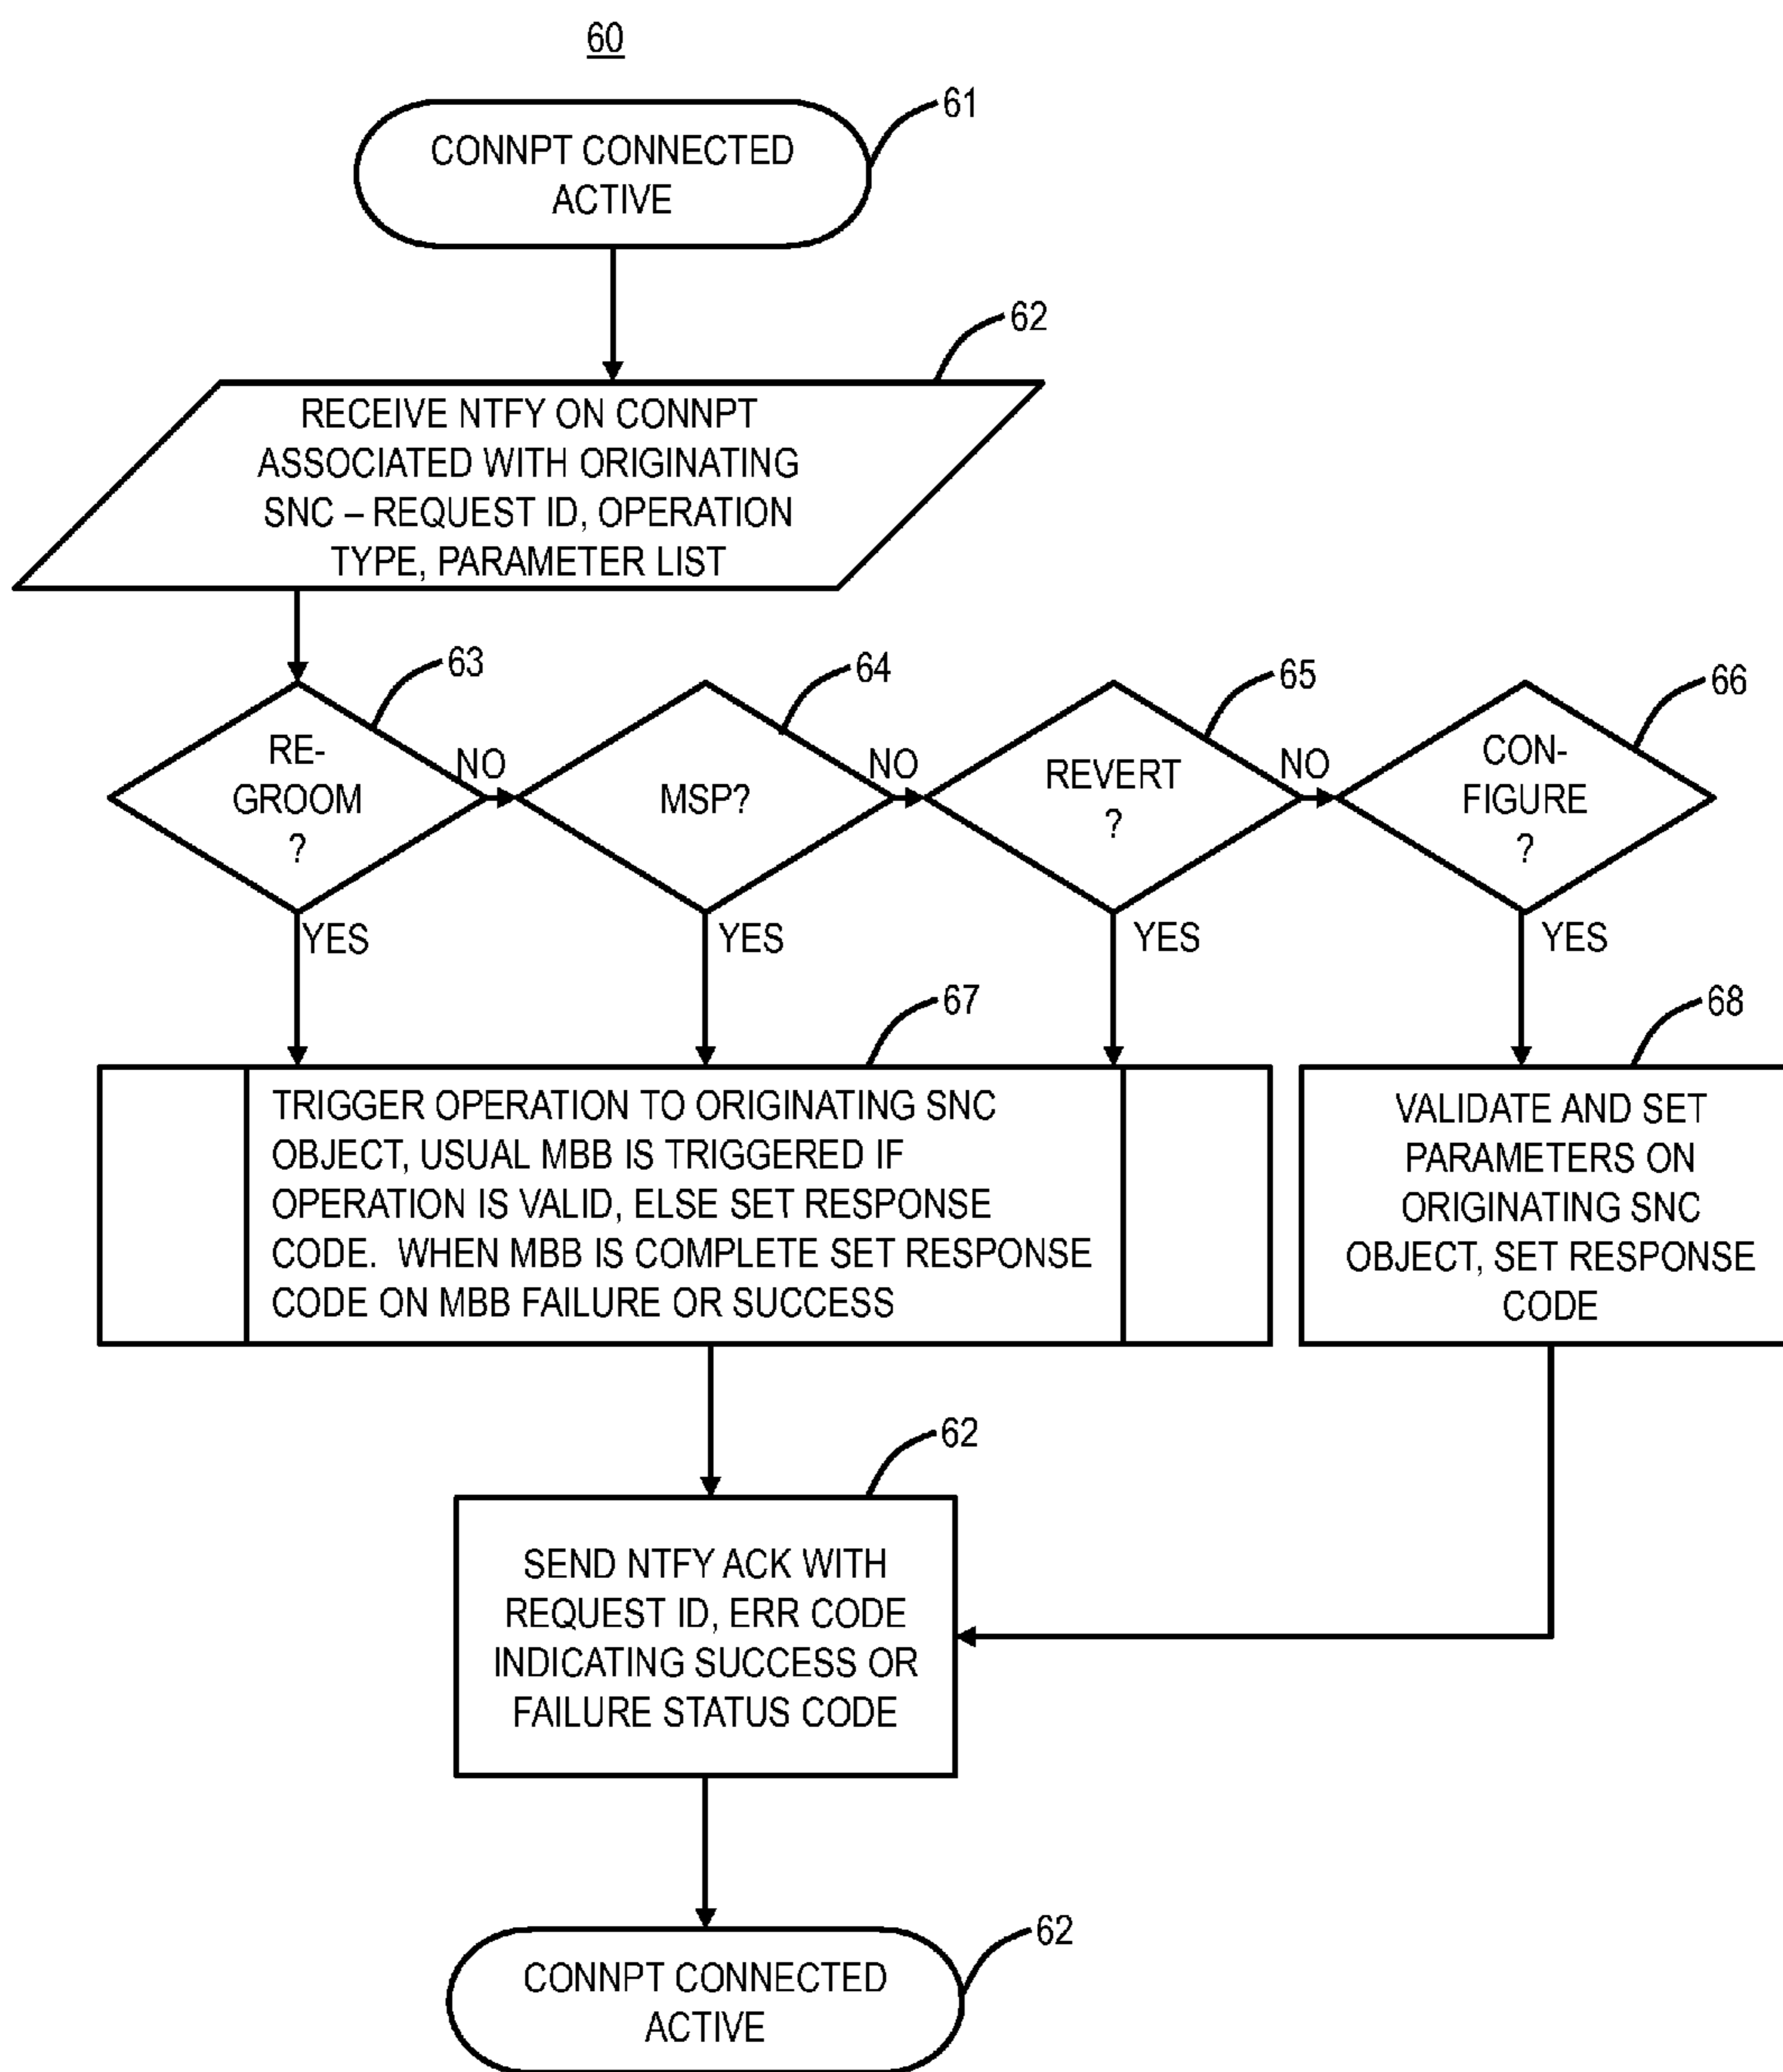 60
61
CONNPT CONNECTED
ACTIVE
62
RECEIVE NTFY ON CONNPT
ASSOCIATED WITH ORIGINATING
SNC – REQUEST ID, OPERATION
TYPE, PARAMETER LIST
63
RE-
GROOM
?
NO
YES
64
MSP?
NO
YES
65
REVERT
?
NO
YES
66
CON-
FIGURE
?
YES
67
TRIGGER OPERATION TO ORIGINATING SNC
OBJECT, USUAL MBB IS TRIGGERED IF
OPERATION IS VALID, ELSE SET RESPONSE
CODE. WHEN MBB IS COMPLETE SET RESPONSE
CODE ON MBB FAILURE OR SUCCESS
68
VALIDATE AND SET
PARAMETERS ON
ORIGINATING SNC
OBJECT, SET RESPONSE
CODE
62
SEND NTFY ACK WITH
REQUEST ID, ERR CODE
INDICATING SUCCESS OR
FAILURE STATUS CODE
62
CONNPT CONNECTED
ACTIVE